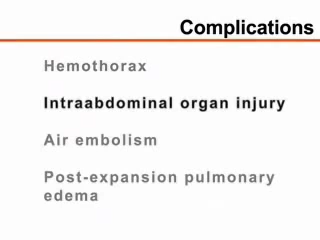 Complications
Hemothorax
Intraabdominal organ injury
Air embolism
Post-expansion pulmonary
edema